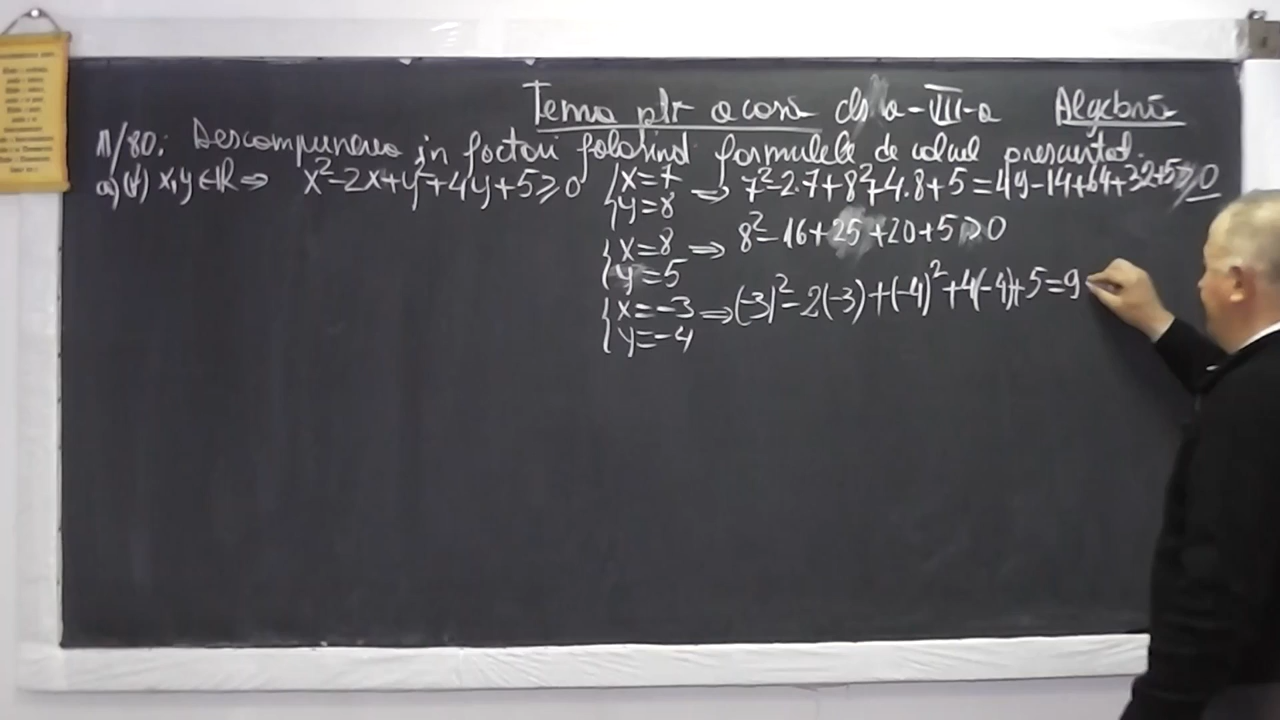 Tema ptr acasă cls a-VIII-a Algebră
11/80: Descompunerea în factori folosind formulele de calcul prescurtat.
a) (∀) x,y∈R ⇒ x²-2x+y²+4y+5⩾0 {x=7 y=8 ⇒ 7²-2·7+8²+4·8+5=49-14+64+32+5⩾0
{x=8 y=5 ⇒ 8²-16+25+20+5⩾0
{x=-3 y=-4 ⇒ (-3)²-2(-3)+(-4)²+4(-4)+5=9